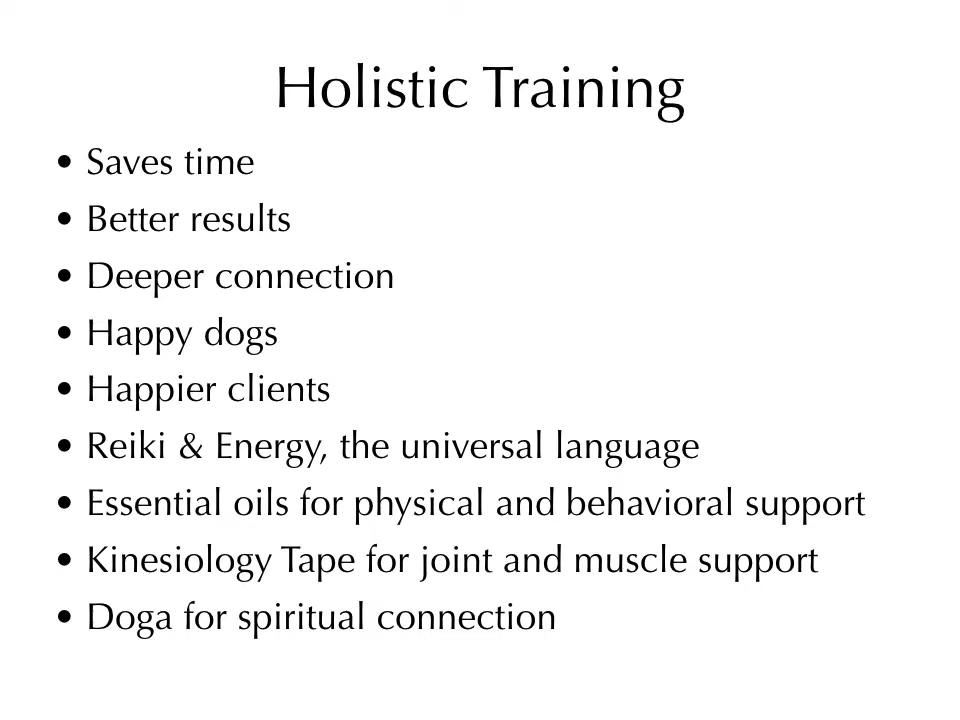 Holistic Training
• Saves time
• Better results
• Deeper connection
• Happy dogs
• Happier clients
• Reiki & Energy, the universal language
• Essential oils for physical and behavioral support
• Kinesiology Tape for joint and muscle support
• Doga for spiritual connection